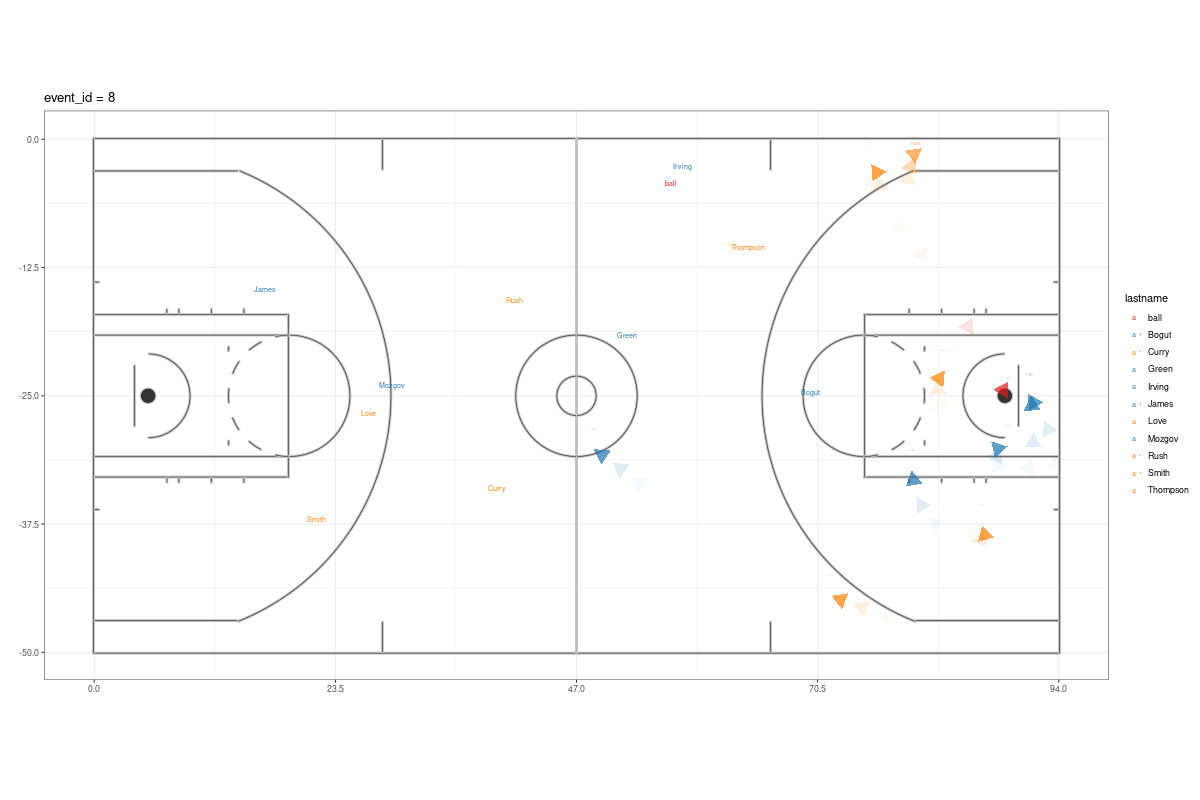 event_id = 8
0.0
Irving
ball
Thompson
-12.5
James
Rush
Green
Mozgov
Bogut
-25.0
Love
Curry
Smith
-37.5
-50.0
0.0 23.5 47.0 70.5 94.0
lastname
a ball
a Bogut
a Curry
a Green
a Irving
a James
a Love
a Mozgov
a Rush
a Smith
a Thompson